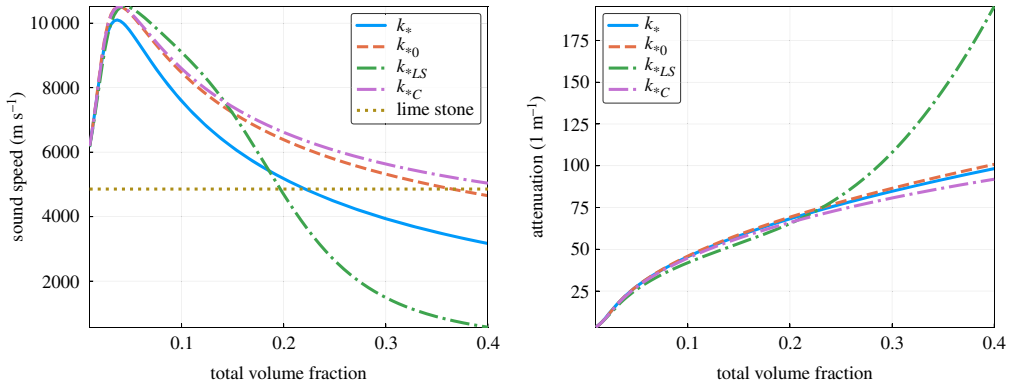 10000
8000
6000
4000
2000
sound speed (m s⁻¹)
k*
k*0
k*LS
k*C
lime stone
0.1
0.2
0.3
0.4
total volume fraction
175
150
125
100
75
50
25
attenuation (1 m⁻¹)
k*
k*0
k*LS
k*C
0.1
0.2
0.3
0.4
total volume fraction